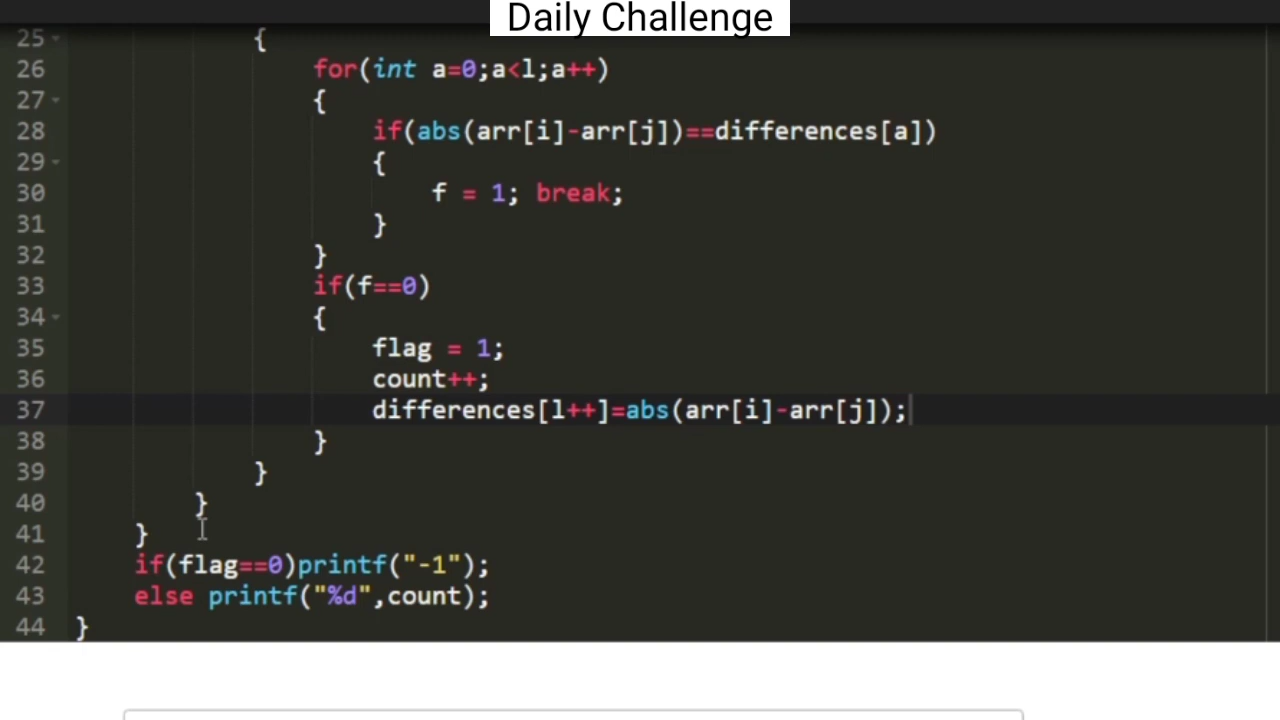 Daily Challenge
25 {
26 for(int a=0;a<l;a++)
27 {
28 if(abs(arr[i]-arr[j])==differences[a])
29 {
30 f = 1; break;
31 }
32 }
33 if(f==0)
34 {
35 flag = 1;
36 count++;
37 differences[l++]=abs(arr[i]-arr[j]);
38 }
39 }
40 }
41 }
42 if(flag==0)printf("-1");
43 else printf("%d",count);
44 }